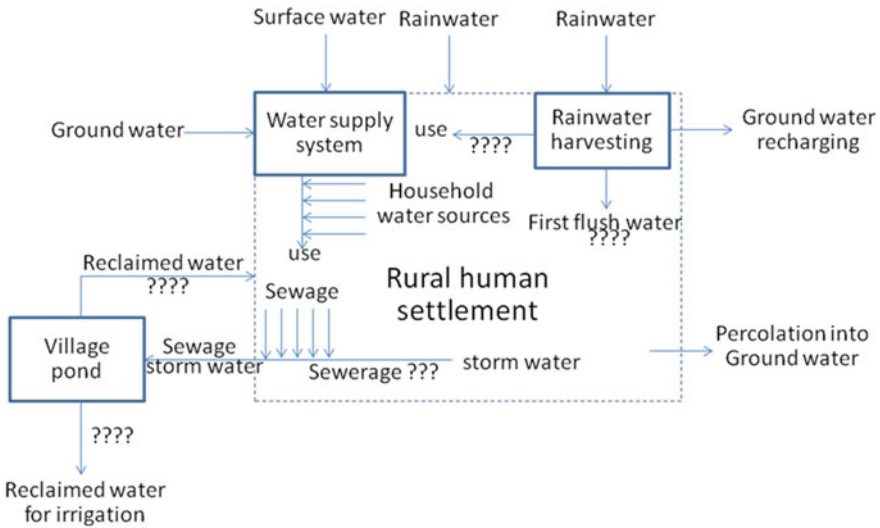 Surface water
Rainwater
Rainwater
Ground water
Water supply
system
use
????
Rainwater
harvesting
Ground water
recharging
Household
water sources
First flush water
????
use
Reclaimed water
????
Rural human
settlement
Sewage
Village
pond
Sewage
storm water
Sewerage ???
storm water
Percolation into
Ground water
????
Reclaimed water
for irrigation